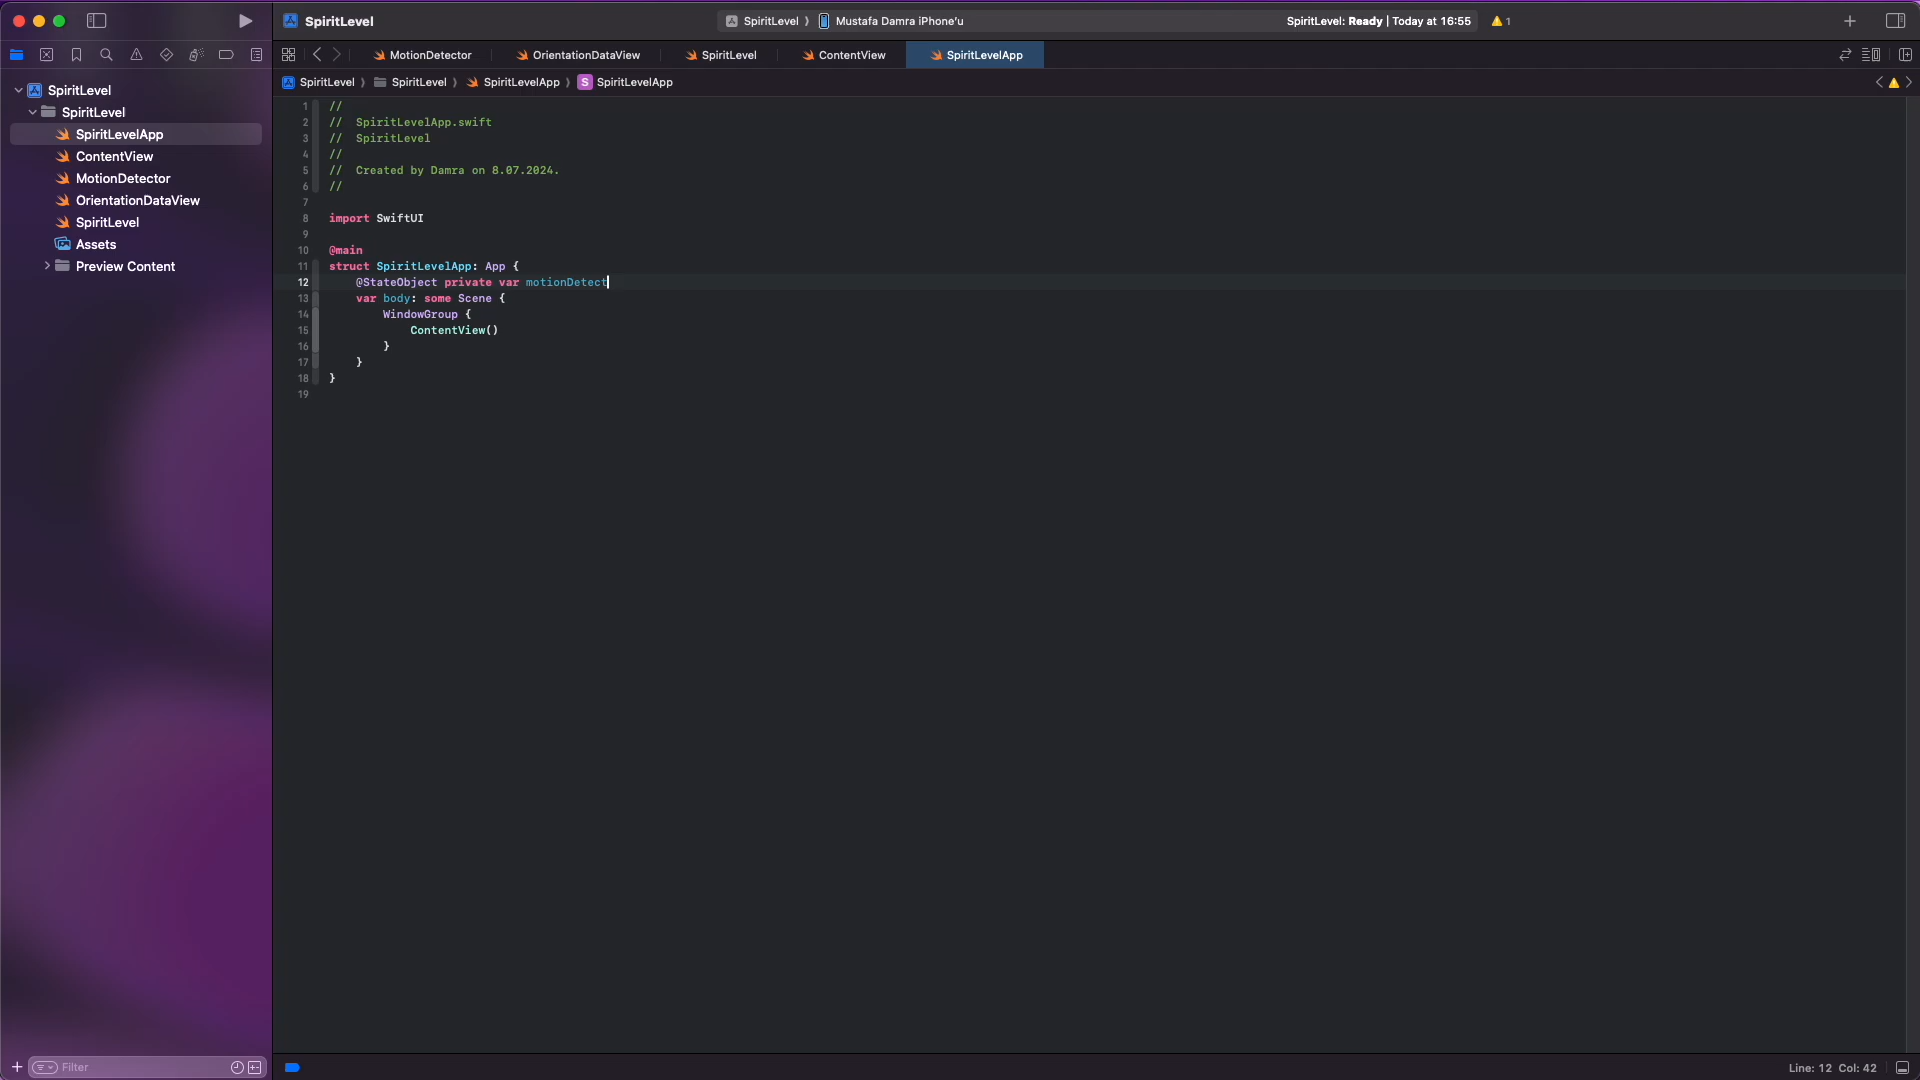 SpiritLevel
SpiritLevel
SpiritLevelApp
ContentView
MotionDetector
OrientationDataView
SpiritLevel
Assets
Preview Content
Filter
SpiritLevel
SpiritLevel
Mustafa Damra iPhone'u
SpiritLevel: Ready | Today at 16:55
1
MotionDetector
OrientationDataView
SpiritLevel
ContentView
SpiritLevelApp
SpiritLevel
SpiritLevel
SpiritLevelApp
S SpiritLevelApp
1 //
2 //  SpiritLevelApp.swift
3 //  SpiritLevel
4 //
5 //  Created by Damra on 8.07.2024.
6 //
7
8 import SwiftUI
9
10 @main
11 struct SpiritLevelApp: App {
12     @StateObject private var motionDetect
13     var body: some Scene {
14         WindowGroup {
15             ContentView()
16         }
17     }
18 }
19
Line: 12 Col: 42